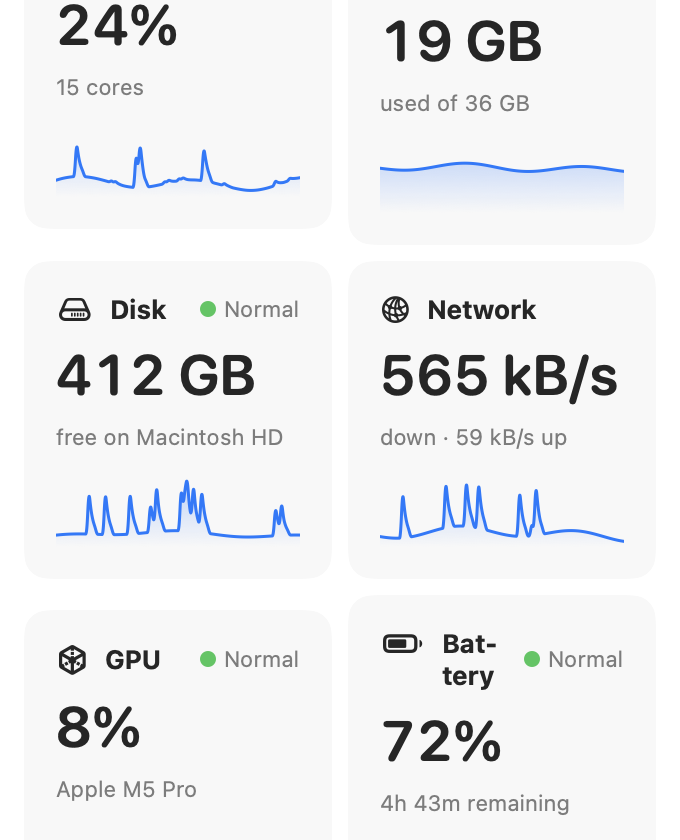 24%
15 cores
19 GB
used of 36 GB
Disk
Normal
412 GB
free on Macintosh HD
Network
565 kB/s
down · 59 kB/s up
GPU
Normal
8%
Apple M5 Pro
Bat-
tery
Normal
72%
4h 43m remaining